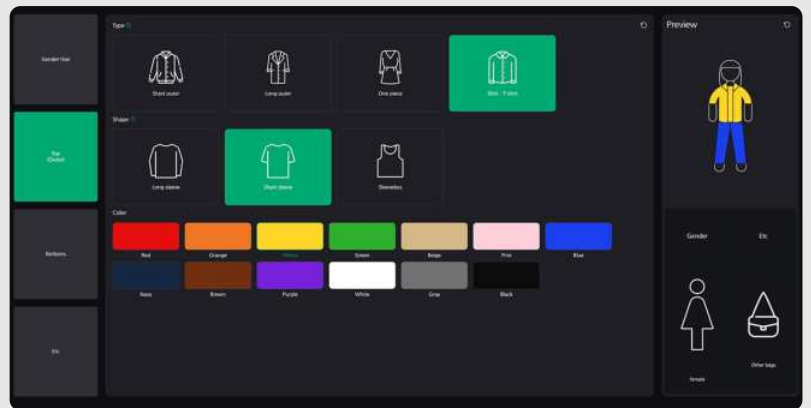 Type
Preview
Gender Hair
Short outer
Long outer
One piece
Shirt · T-shirt
Shape
Top
(Outer)
Long sleeve
Short sleeve
Sleeveless
Color
Red
Orange
Yellow
Green
Beige
Pink
Blue
Gender
Etc
Bottoms
Navy
Brown
Purple
White
Gray
Black
Etc
Other bags
female